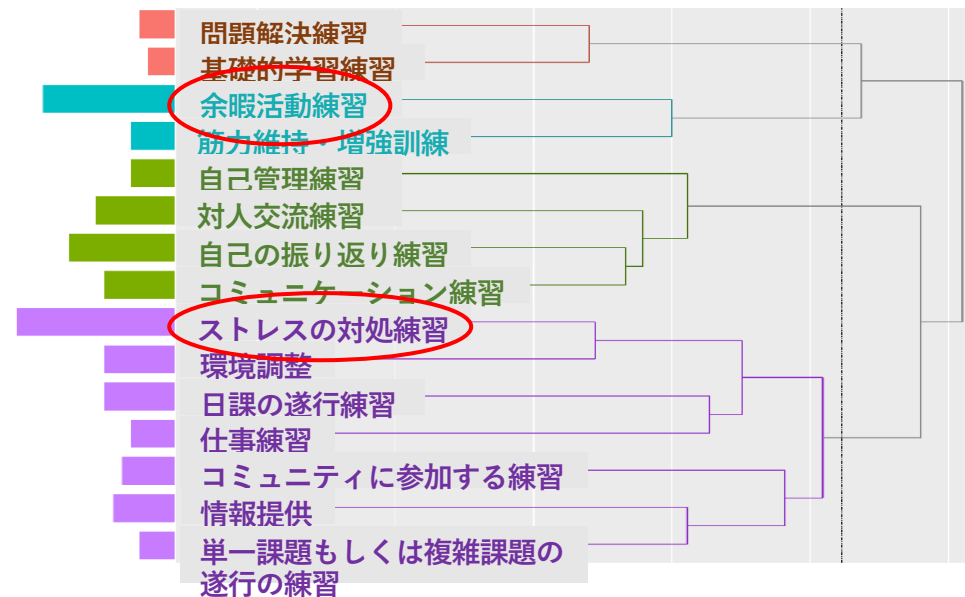 問題解決練習
基礎的学習練習
余暇活動練習
筋力維持・増強訓練
自己管理練習
対人交流練習
自己の振り返り練習
コミュニケーション練習
ストレスの対処練習
環境調整
日課の遂行練習
仕事練習
コミュニティに参加する練習
情報提供
単一課題もしくは複雑課題の
遂行の練習